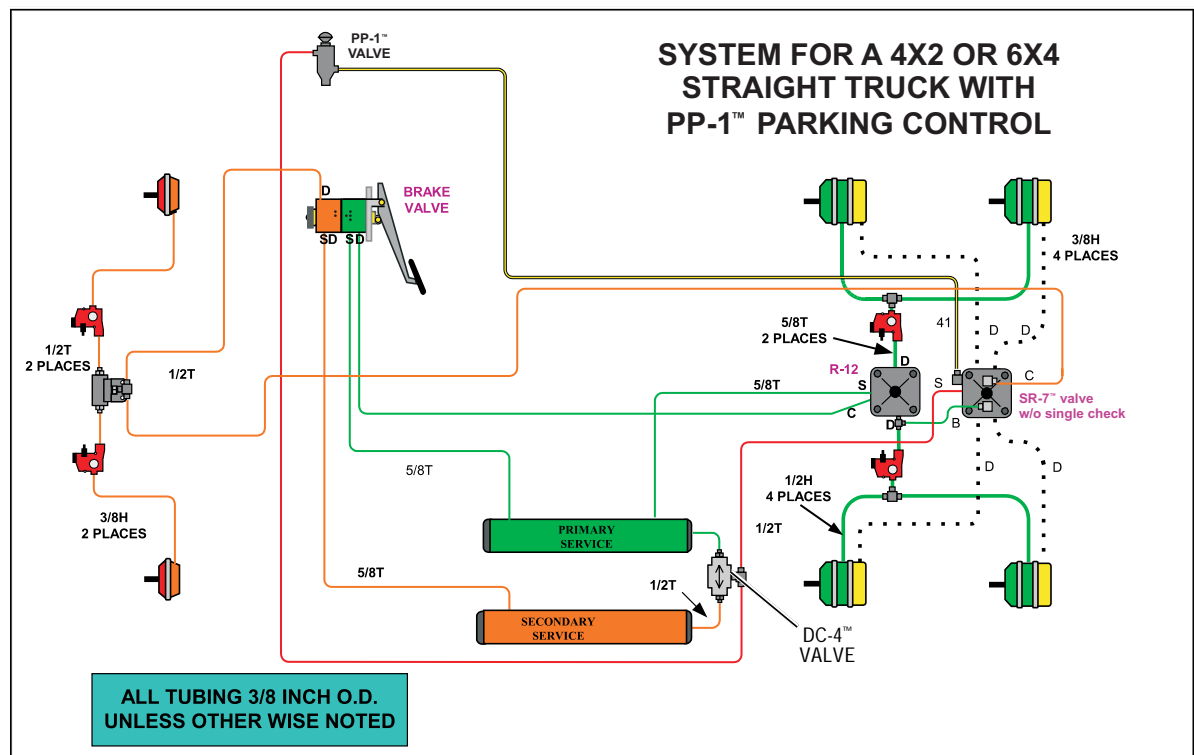 PP-1™
VALVE
SYSTEM FOR A 4X2 OR 6X4
STRAIGHT TRUCK WITH
PP-1™ PARKING CONTROL
D
BRAKE
VALVE
SD
SD
3/8H
4 PLACES
41
5/8T
2 PLACES
D
D
D
R-12
S
C
S
C
SR-7™ valve
w/o single check
D
B
D
D
1/2T
2 PLACES
1/2T
5/8T
5/8T
3/8H
2 PLACES
1/2H
4 PLACES
1/2T
PRIMARY
SERVICE
5/8T
1/2T
SECONDARY
SERVICE
DC-4™
VALVE
ALL TUBING 3/8 INCH O.D.
UNLESS OTHER WISE NOTED